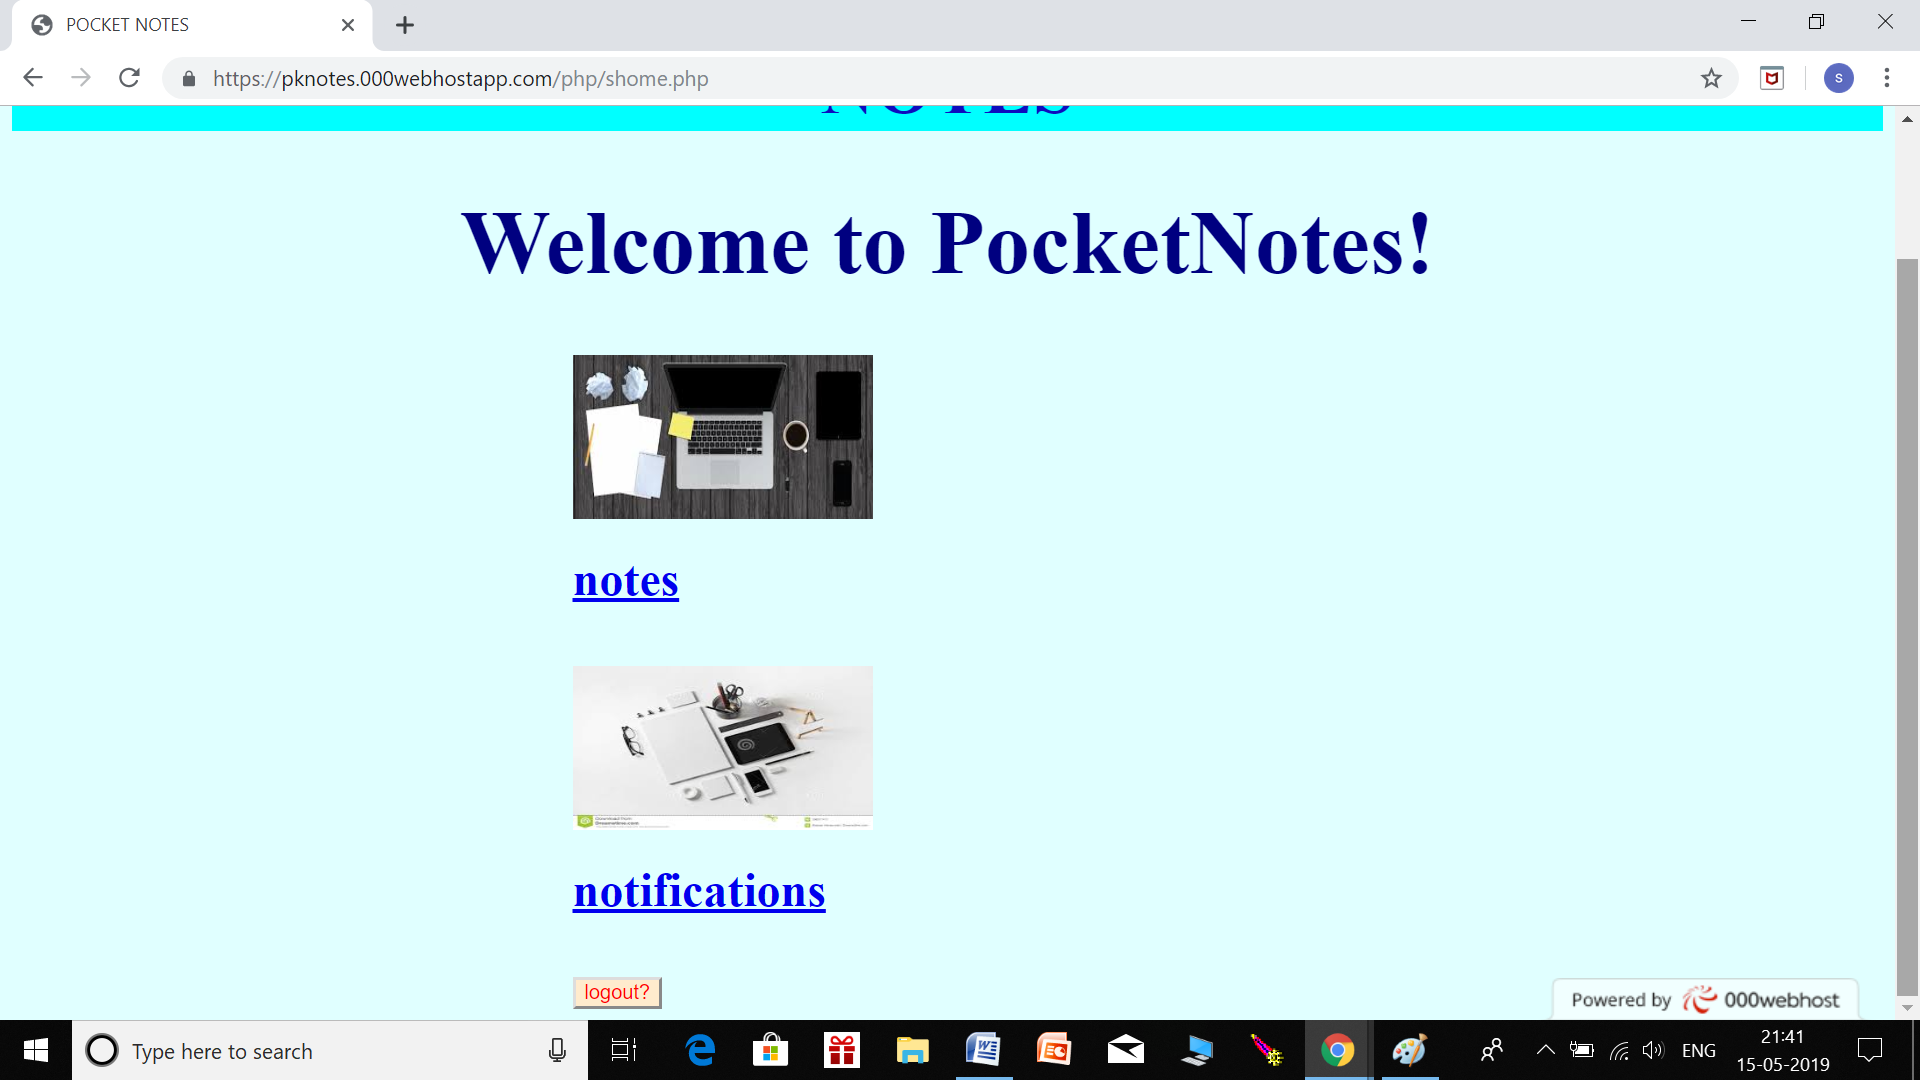 POCKET NOTES
https://pknotes.000webhostapp.com/php/shome.php
S
NOTES
Welcome to PocketNotes!
notes
notifications
logout?
Powered by 000webhost
Type here to search
ENG
21:41
15-05-2019